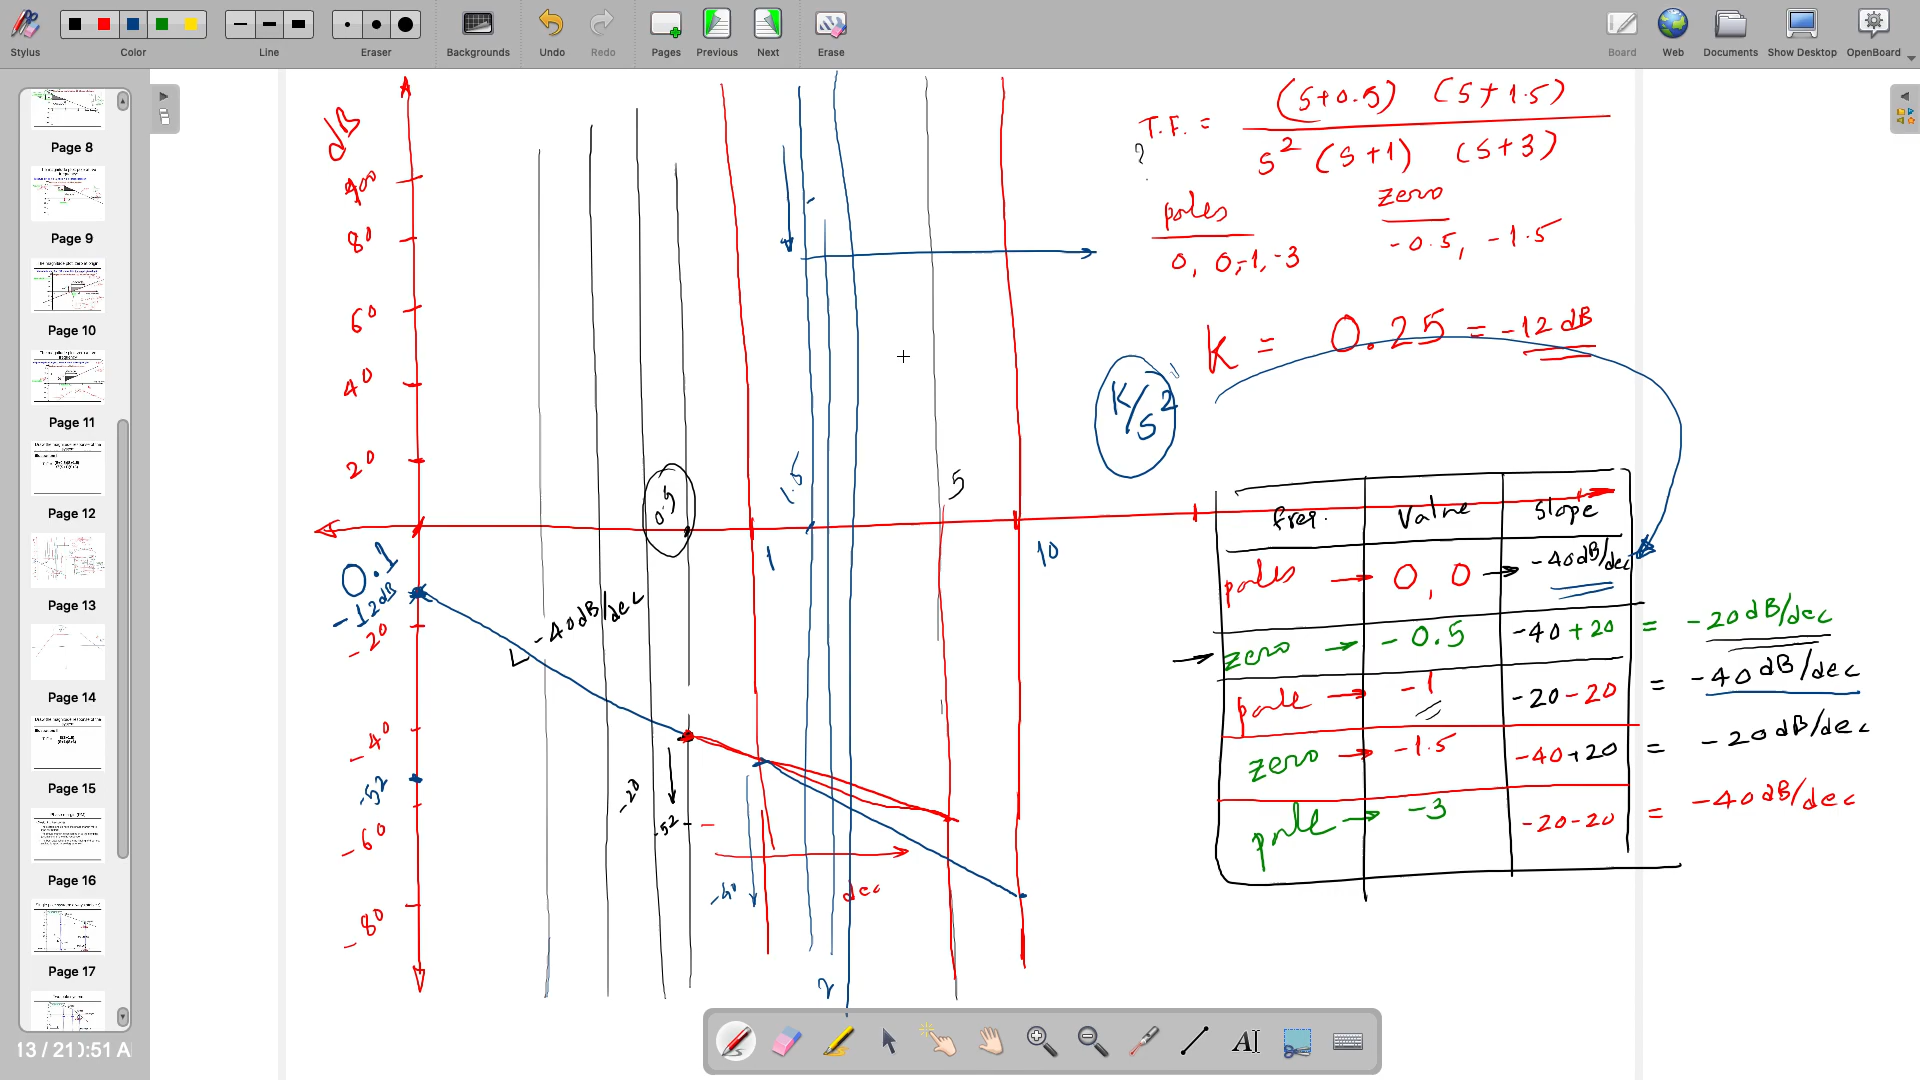 Stylus
Color
Line
Eraser
Backgrounds
Undo
Redo
Pages
Previous
Next
Erase
Board
Web
Documents
Show Desktop
OpenBoard
Page 8
Page 9
Page 10
Page 11
Page 12
Page 13
Page 14
Page 15
Page 16
Page 17
13 / 21
0:51 A
dB
100
80
60
40
20
0.1
-12dB
-20
-40
-52
-60
-80
0.5
1
1.5
5
10
-40dB/dec
-20
-52
-40
dec
2
T.F. = (s+0.5) (s+1.5)
s² (s+1) (s+3)
?
poles
0, 0,-1,-3
zero
-0.5, -1.5
K = 0.25 = -12 dB
K/s²
freq. Value Slope
poles → 0, 0 → -40dB/dec
zero → -0.5 -40+20 = -20dB/dec
pole → -1 -20-20 = -40dB/dec
zero → -1.5 -40+20 = -20dB/dec
pole → -3 -20-20 = -40dB/dec